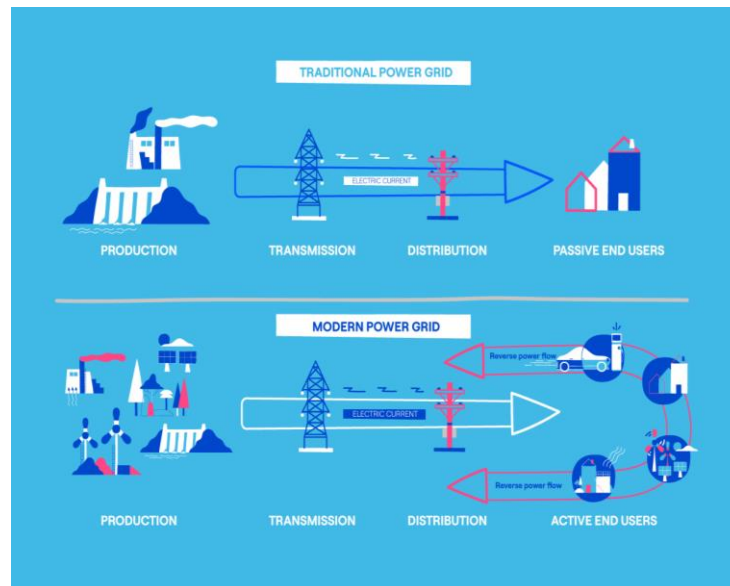 TRADITIONAL POWER GRID
ELECTRIC CURRENT
PRODUCTION
TRANSMISSION
DISTRIBUTION
PASSIVE END USERS
MODERN POWER GRID
Reverse power flow
ELECTRIC CURRENT
Reverse power flow
PRODUCTION
TRANSMISSION
DISTRIBUTION
ACTIVE END USERS